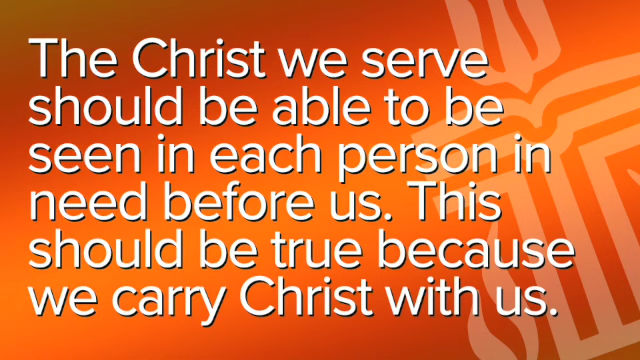 The Christ we serve
should be able to be
seen in each person in
need before us. This
should be true because
we carry Christ with us.